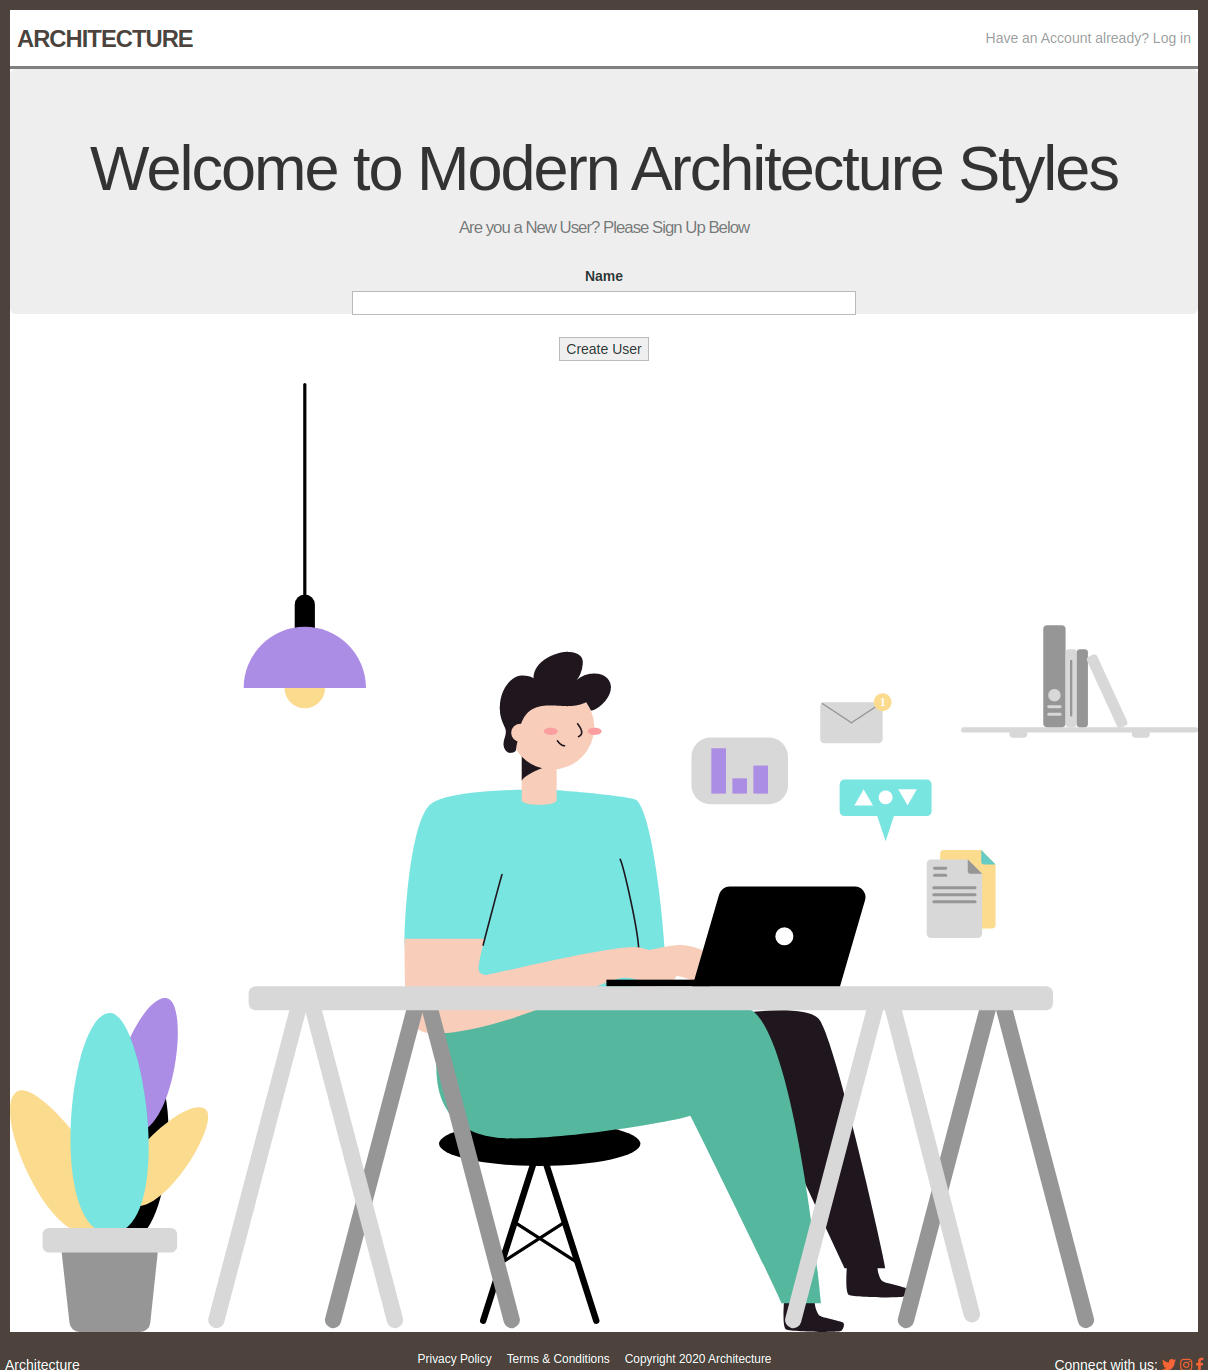 ARCHITECTURE
Have an Account already? Log in
Welcome to Modern Architecture Styles
Are you a New User? Please Sign Up Below
Name
Create User
1
Architecture
Privacy Policy Terms & Conditions Copyright 2020 Architecture
Connect with us: